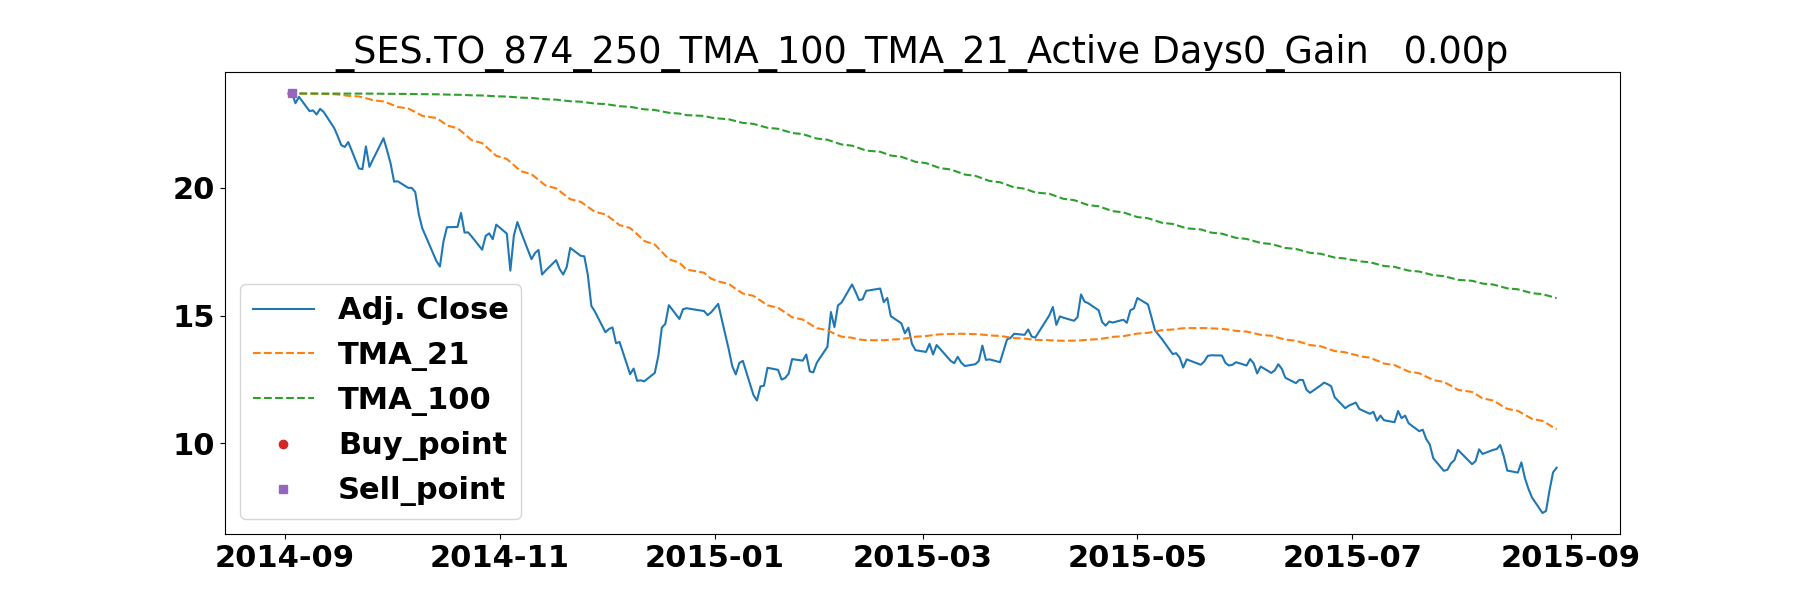 _SES.TO_874_250_TMA_100_TMA_21_Active Days0_Gain   0.00p
20
15
10
Adj. Close
TMA_21
TMA_100
Buy_point
Sell_point
2014-09 2014-11 2015-01 2015-03 2015-05 2015-07 2015-09